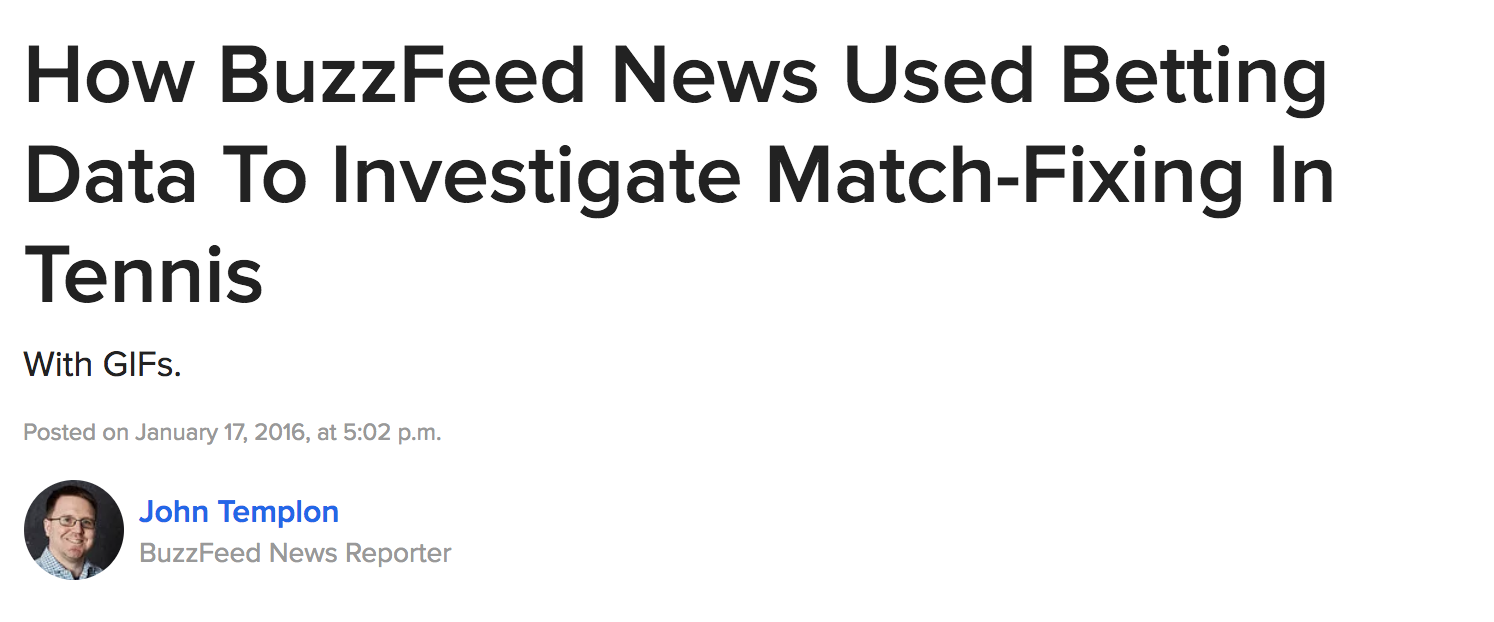 How BuzzFeed News Used Betting
Data To Investigate Match-Fixing In
Tennis
With GIFs.
Posted on January 17, 2016, at 5:02 p.m.
John Templon
BuzzFeed News Reporter